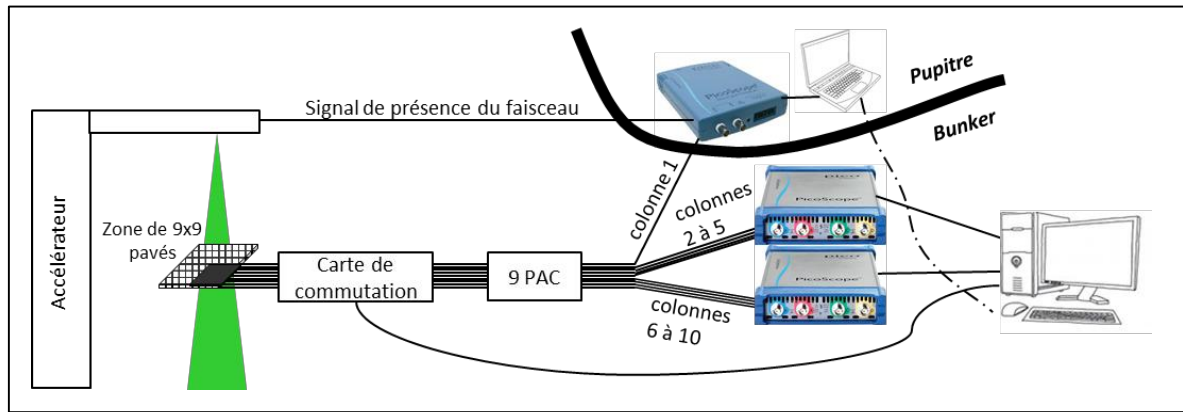 Pupitre
Bunker
Signal de présence du faisceau
PicoScope
Accélérateur
Zone de 9x9
pavés
Carte de
commutation
9 PAC
colonne 1
colonnes
2 à 5
colonnes
6 à 10
PicoScope
PicoScope